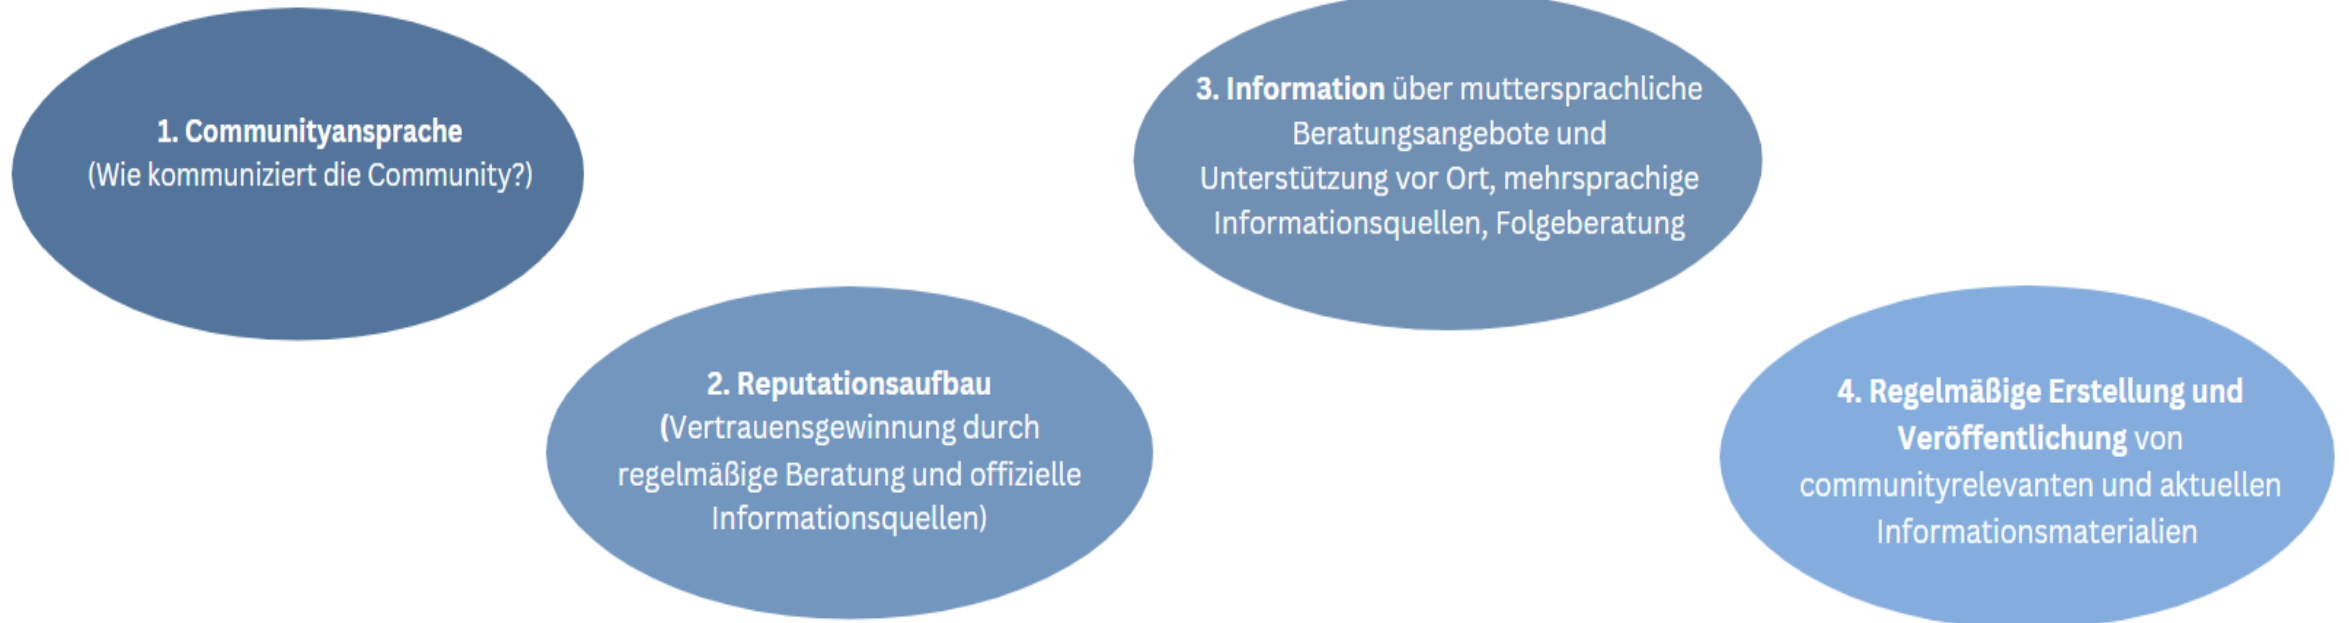 1. Communityansprache
(Wie kommuniziert die Community?)
2. Reputationsaufbau
(Vertrauensgewinnung durch
regelmäßige Beratung und offizielle
Informationsquellen)
3. Information über muttersprachliche
Beratungsangebote und
Unterstützung vor Ort, mehrsprachige
Informationsquellen, Folgeberatung
4. Regelmäßige Erstellung und
Veröffentlichung von
communityrelevanten und aktuellen
Informationsmaterialien